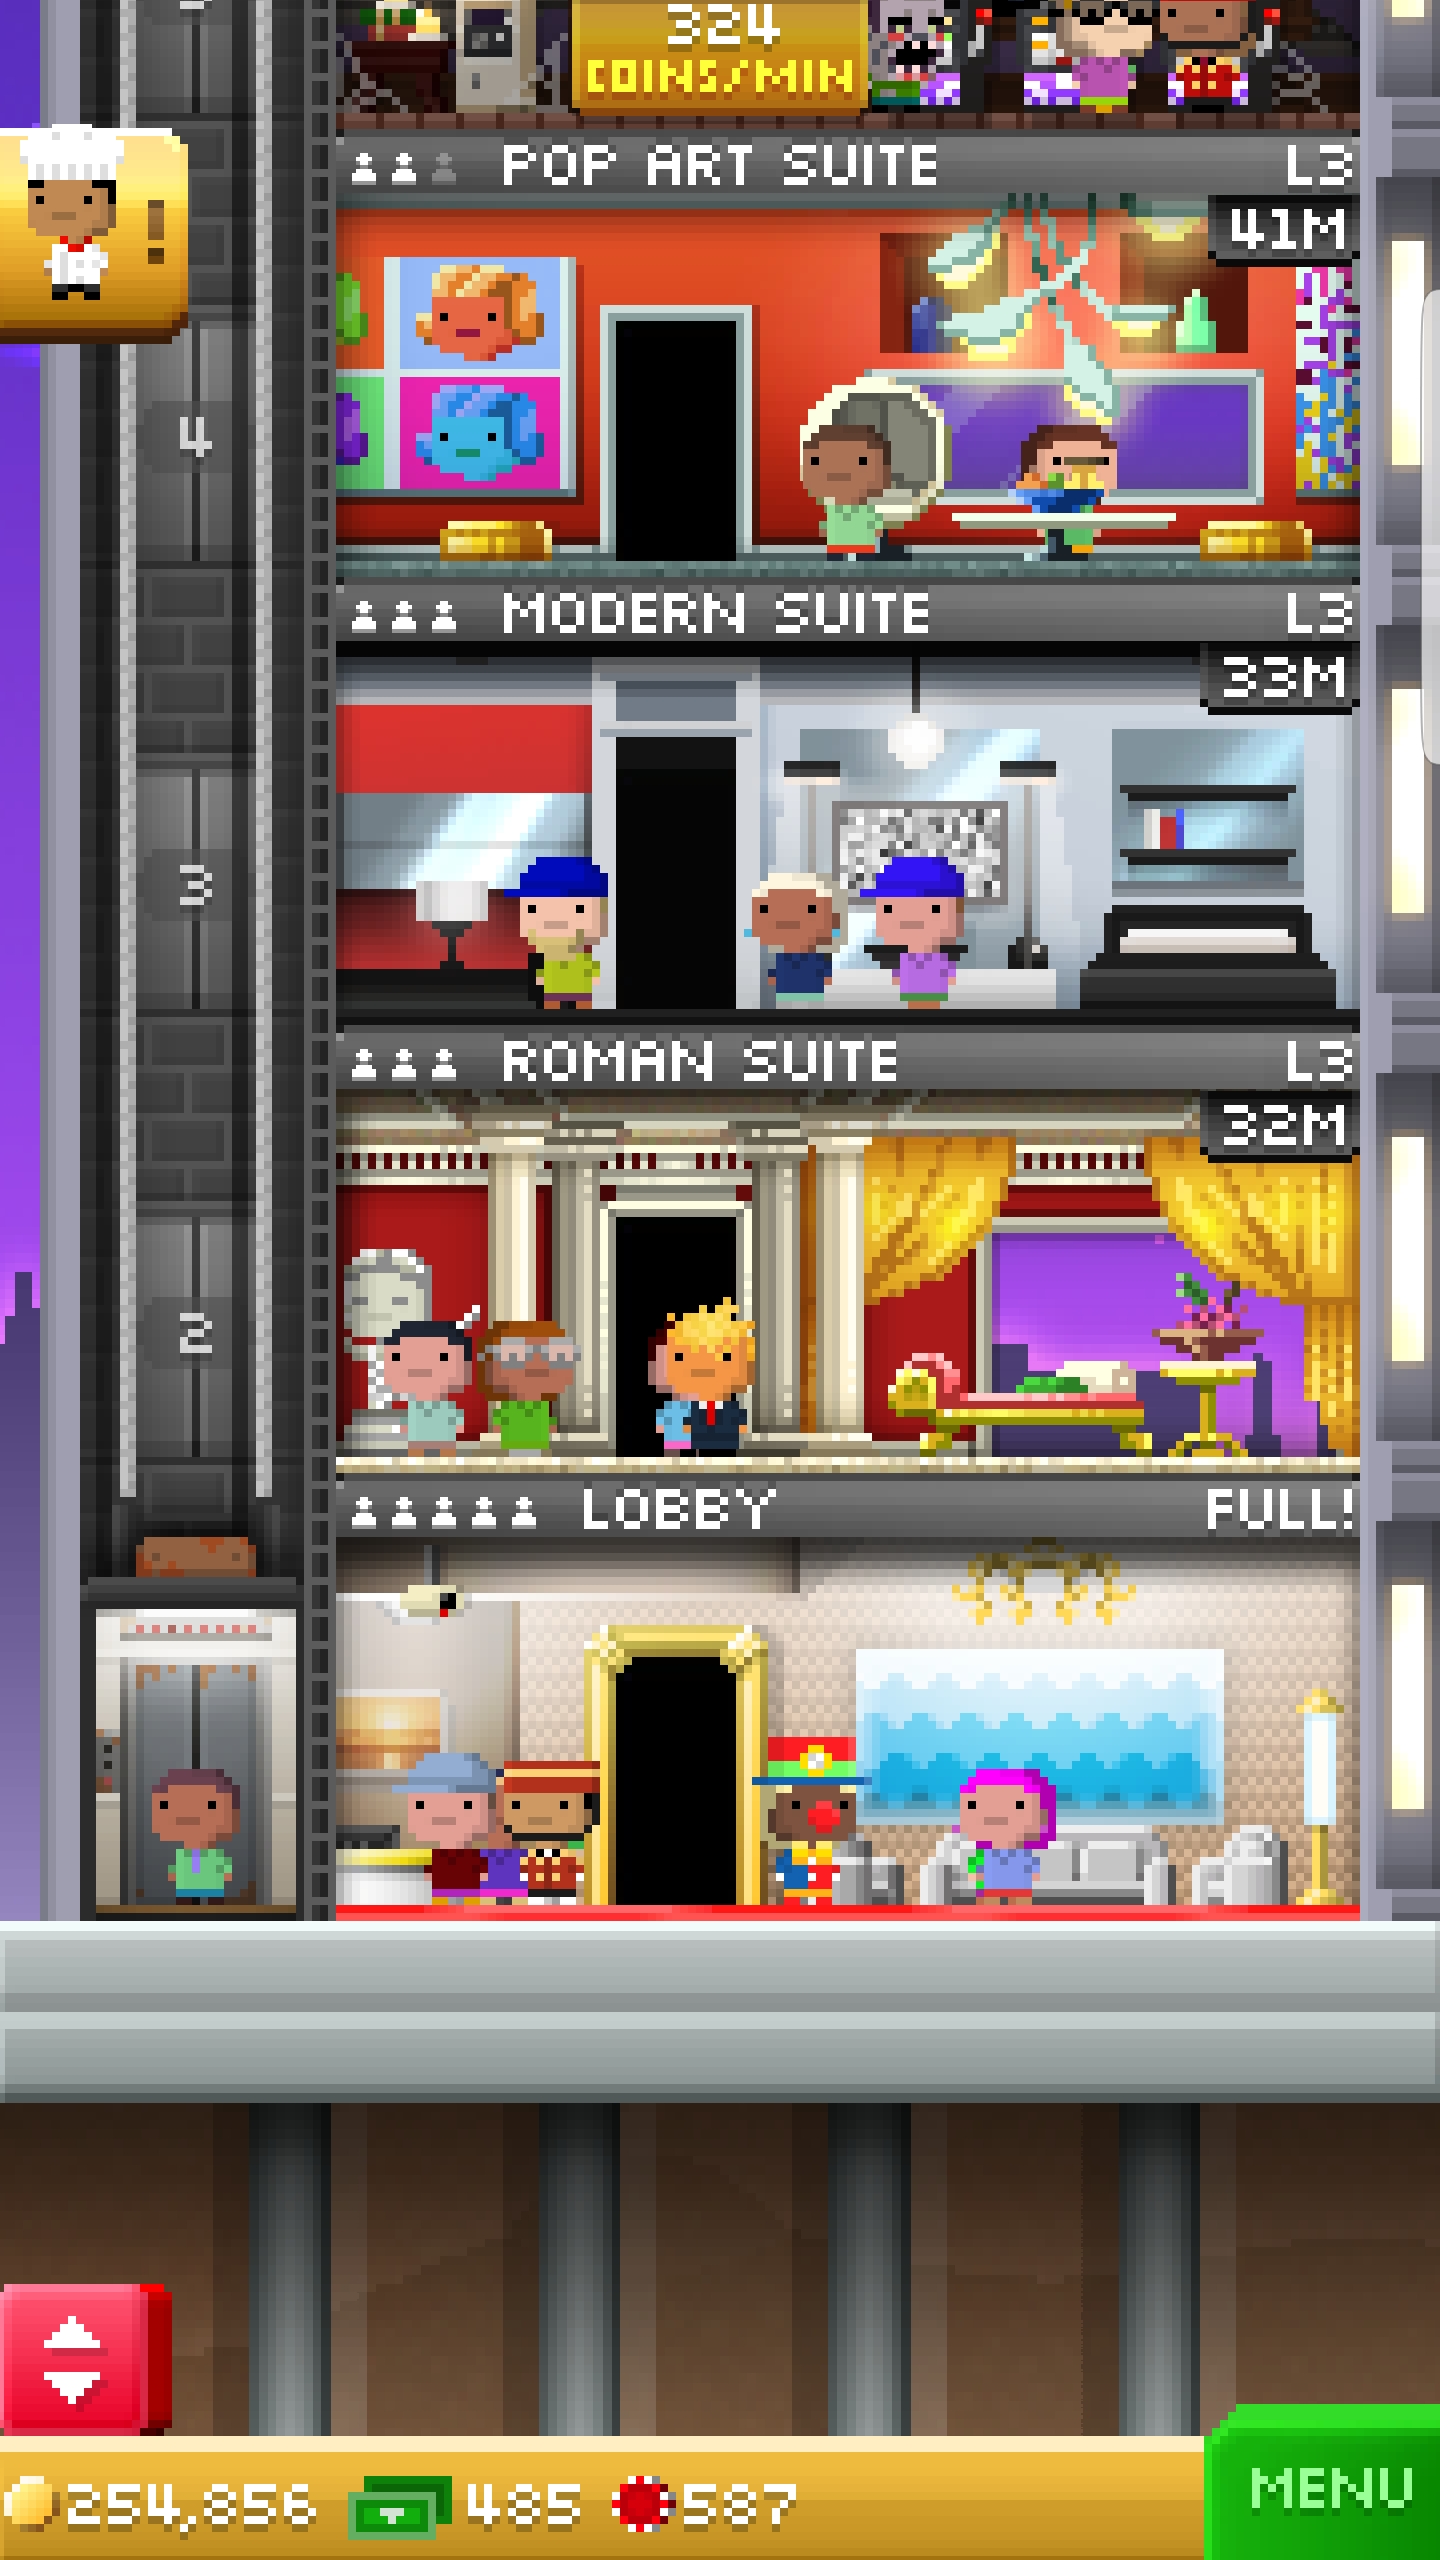 324
COINS/MIN
POP ART SUITE L3
41M
!
4
MODERN SUITE L3
33M
3
ROMAN SUITE L3
32M
2
LOBBY FULL!
254,856 485 587 MENU